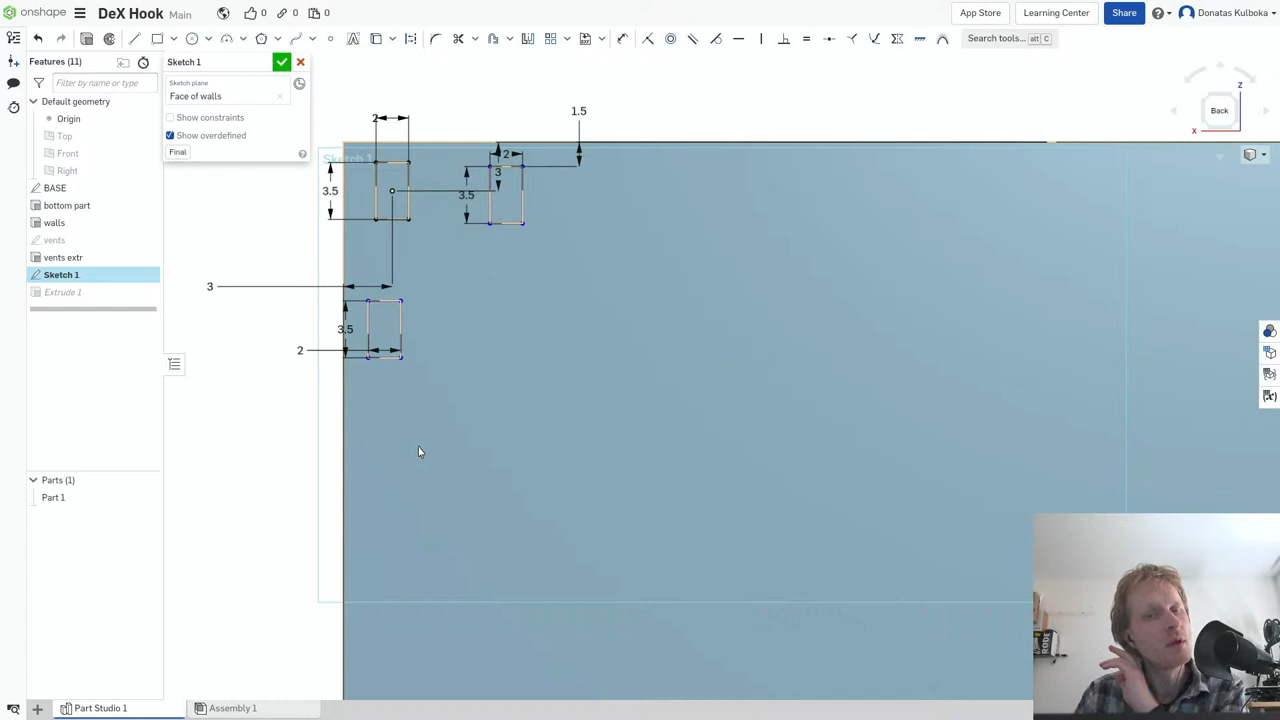 onshape
DeX Hook
Main
0
0
0
App Store
Learning Center
Share
Donatas Kulboka
Search tools...
alt C
Features (11)
Filter by name or type
Default geometry
Origin
Top
Front
Right
BASE
bottom part
walls
vents
vents extr
Sketch 1
Extrude 1
Parts (1)
Part 1
Sketch 1
Sketch plane
Face of walls
Show constraints
Show overdefined
Final
Sketch 1
2
3.5
3.5
2
3
1.5
3
3.5
2
Z
Back
X
RODE
Part Studio 1
Assembly 1